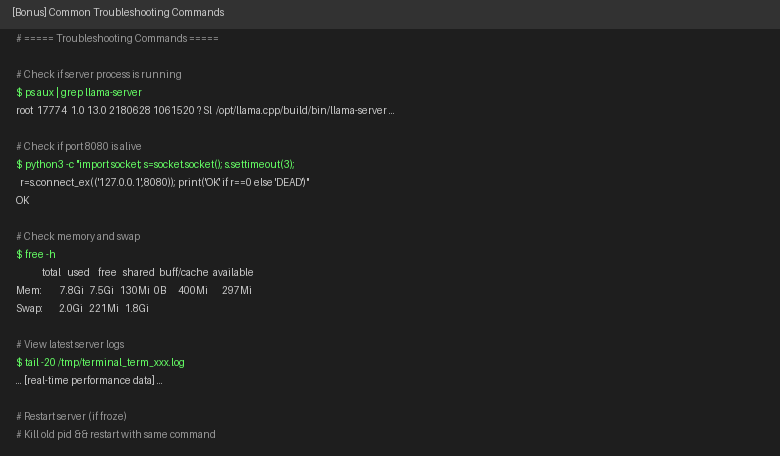 [Bonus] Common Troubleshooting Commands
# ===== Troubleshooting Commands =====
# Check if server process is running
$ ps aux | grep llama-server
root 17774 1.0 13.0 2180628 1061520 ? Sl /opt/llama.cpp/build/bin/llama-server ...
# Check if port 8080 is alive
$ python3 -c "import socket; s=socket.socket(); s.settimeout(3);
r=s.connect_ex(('127.0.0.1',8080)); print('OK' if r==0 else 'DEAD')"
OK
# Check memory and swap
$ free -h
total used free shared buff/cache available
Mem: 7.8Gi 7.5Gi 130Mi 0B 400Mi 297Mi
Swap: 2.0Gi 221Mi 1.8Gi
# View latest server logs
$ tail -20 /tmp/terminal_term_xxx.log
... [real-time performance data] ...
# Restart server (if froze)
# Kill old pid && restart with same command